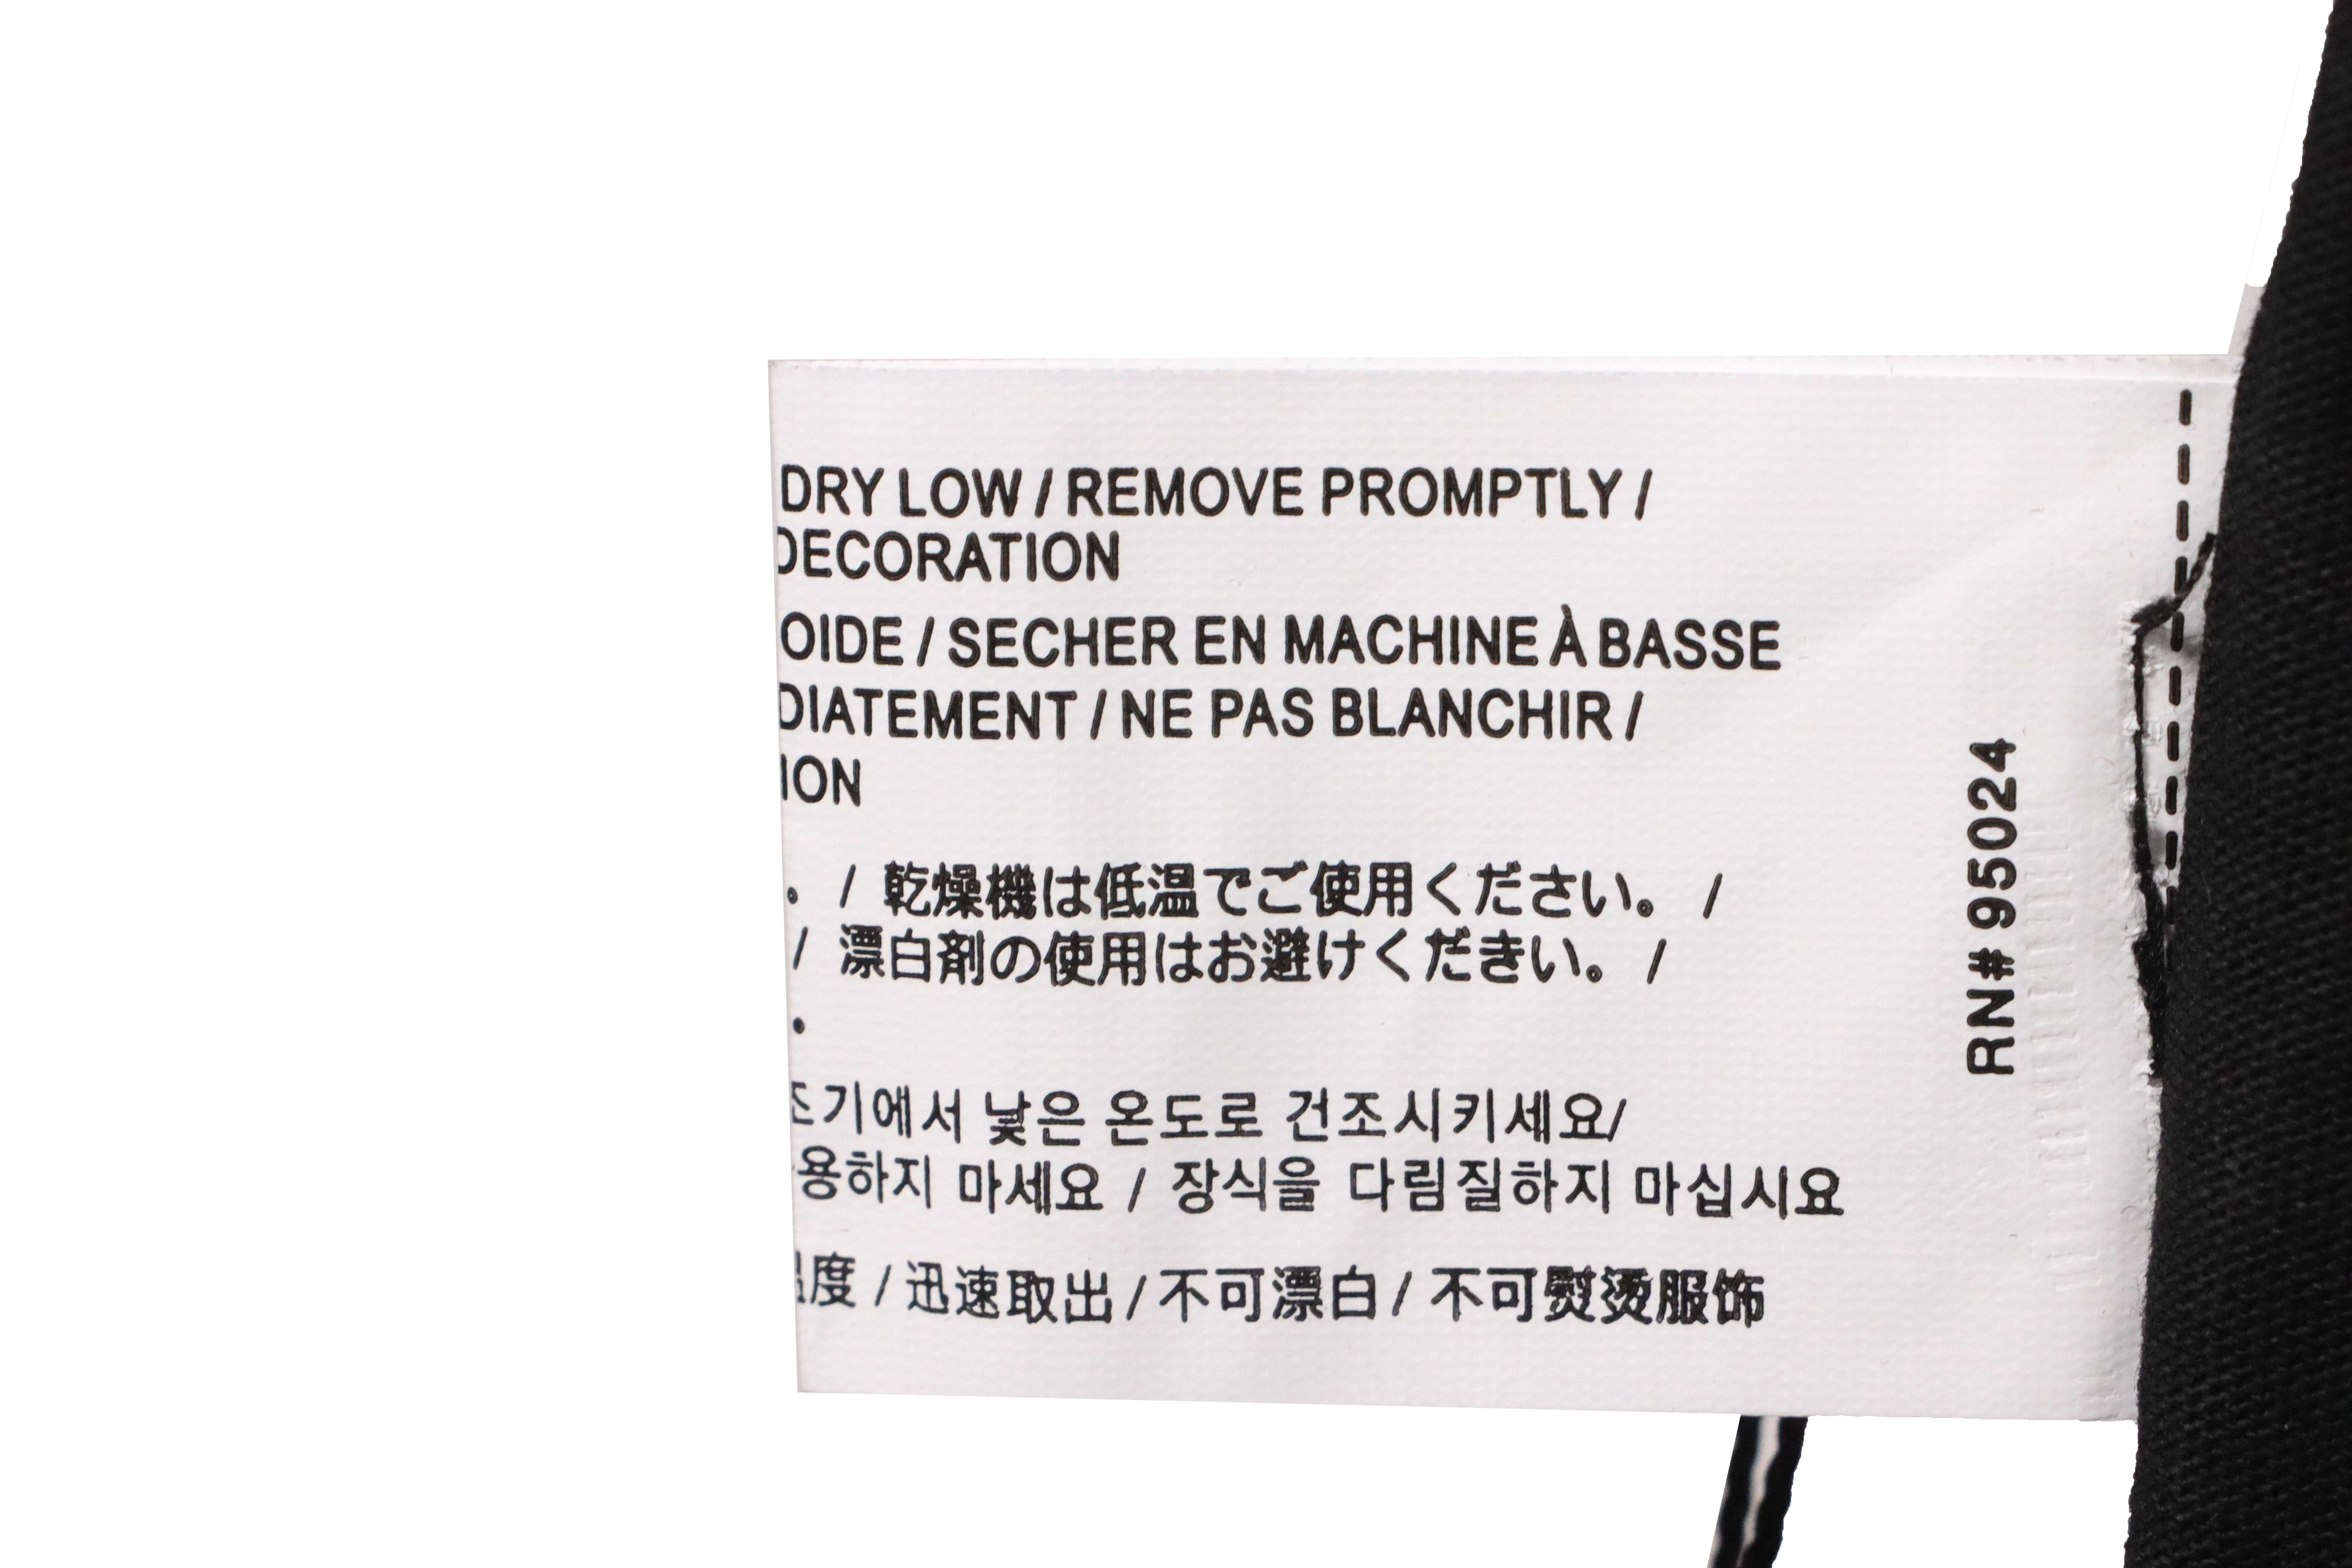 DRY LOW / REMOVE PROMPTLY /
DECORATION
OIDE / SECHER EN MACHINE À BASSE
DIATEMENT / NE PAS BLANCHIR /
ION
。 / 乾燥機は低温でご使用ください。 /
/ 漂白剤の使用はお避けくだきい。 /
조기에서 낮은 온도로 건조시키세요/
용하지 마세요 / 장식을 다림질하지 마십시요
度 / 迅速取出 / 不可漂白 / 不可熨烫服饰
RN# 95024